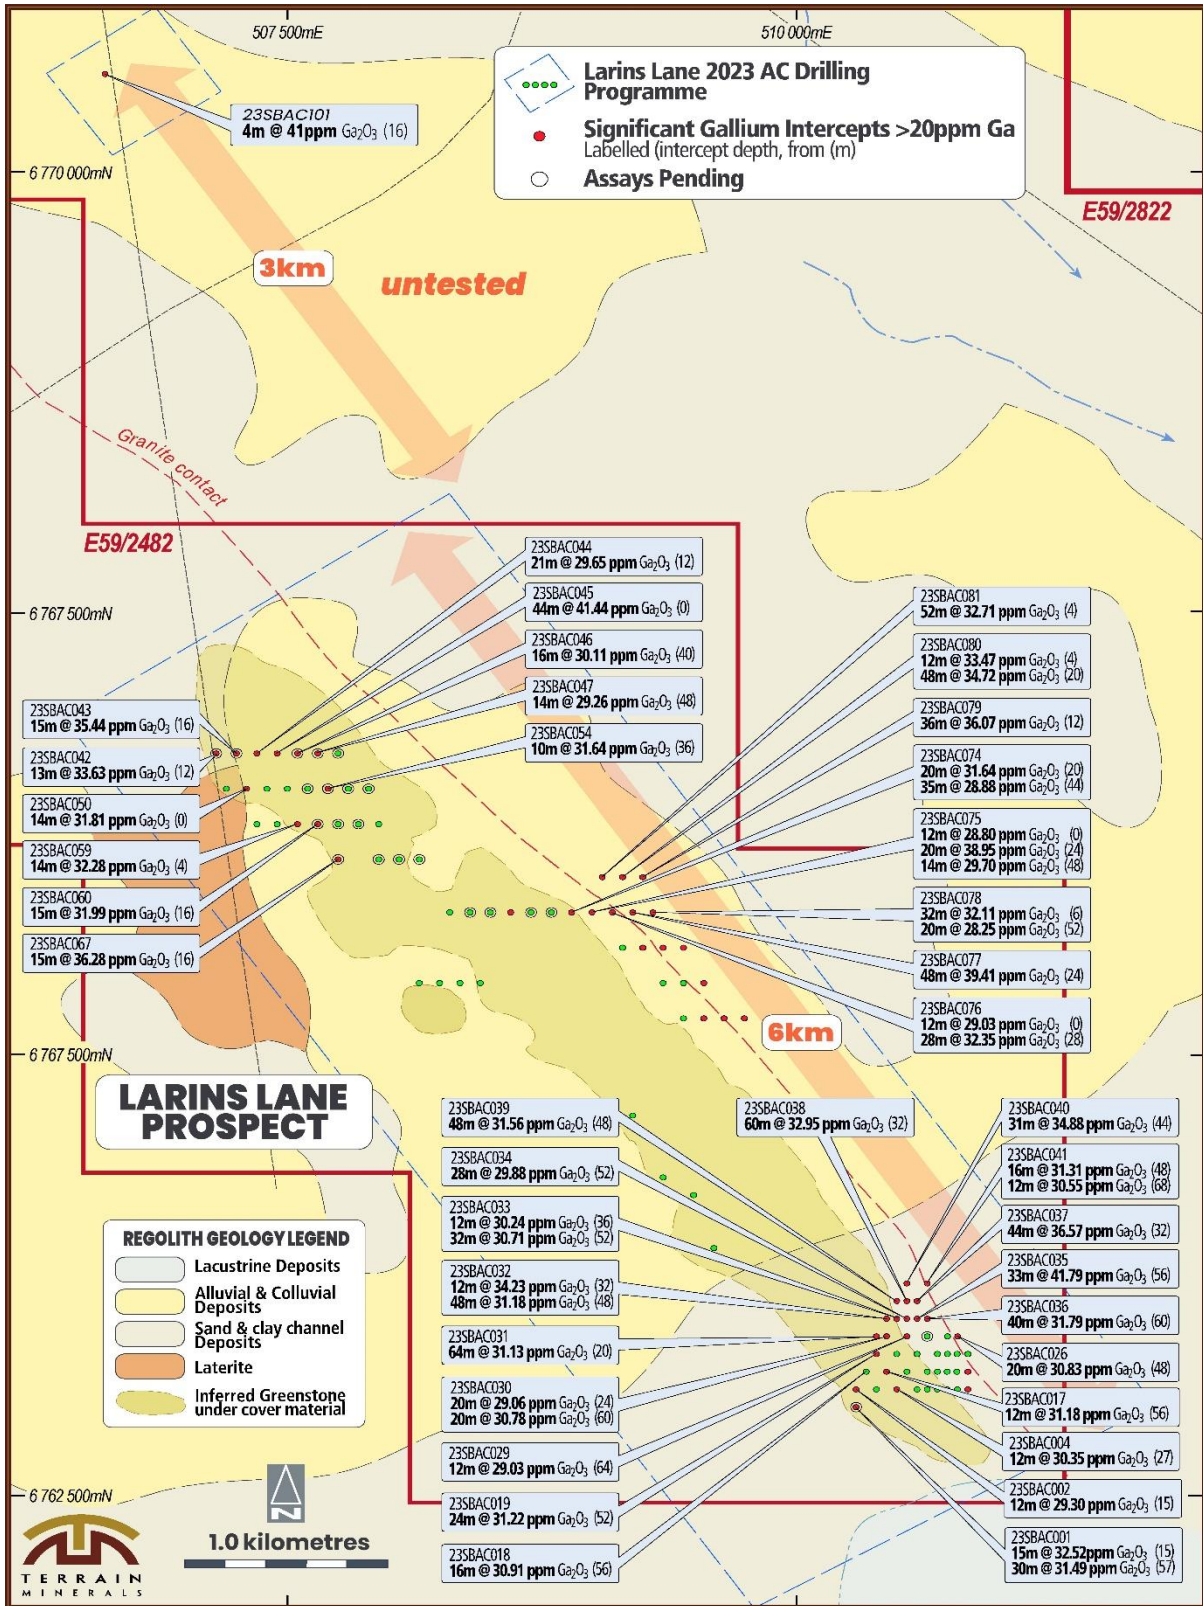 507 500mE
510 000mE
Larins Lane 2023 AC Drilling
Programme
Significant Gallium Intercepts >20ppm Ga
Labelled (intercept depth, from (m)
Assays Pending
23SBAC101
4m @ 41ppm Ga₂O₃ (16)
6 770 000mN
E59/2822
3km
untested
Granite contact
E59/2482
6 767 500mN
23SBAC044
21m @ 29.65 ppm Ga₂O₃ (12)
23SBAC045
44m @ 41.44 ppm Ga₂O₃ (0)
23SBAC046
16m @ 30.11 ppm Ga₂O₃ (40)
23SBAC047
14m @ 29.26 ppm Ga₂O₃ (48)
23SBAC054
10m @ 31.64 ppm Ga₂O₃ (36)
23SBAC043
15m @ 35.44 ppm Ga₂O₃ (16)
23SBAC042
13m @ 33.63 ppm Ga₂O₃ (12)
23SBAC050
14m @ 31.81 ppm Ga₂O₃ (0)
23SBAC059
14m @ 32.28 ppm Ga₂O₃ (4)
23SBAC060
15m @ 31.99 ppm Ga₂O₃ (16)
23SBAC067
15m @ 36.28 ppm Ga₂O₃ (16)
23SBAC081
52m @ 32.71 ppm Ga₂O₃ (4)
23SBAC080
12m @ 33.47 ppm Ga₂O₃ (4)
48m @ 34.72 ppm Ga₂O₃ (20)
23SBAC079
36m @ 36.07 ppm Ga₂O₃ (12)
23SBAC074
20m @ 31.64 ppm Ga₂O₃ (20)
35m @ 28.88 ppm Ga₂O₃ (44)
23SBAC075
12m @ 28.80 ppm Ga₂O₃ (0)
20m @ 38.95 ppm Ga₂O₃ (24)
14m @ 29.70 ppm Ga₂O₃ (48)
23SBAC078
32m @ 32.11 ppm Ga₂O₃ (6)
20m @ 28.25 ppm Ga₂O₃ (52)
23SBAC077
48m @ 39.41 ppm Ga₂O₃ (24)
23SBAC076
12m @ 29.03 ppm Ga₂O₃ (0)
28m @ 32.35 ppm Ga₂O₃ (28)
6km
6 767 500mN
LARINS LANE
PROSPECT
23SBAC039
48m @ 31.56 ppm Ga₂O₃ (48)
23SBAC034
28m @ 29.88 ppm Ga₂O₃ (52)
23SBAC033
12m @ 30.24 ppm Ga₂O₃ (36)
32m @ 30.71 ppm Ga₂O₃ (52)
23SBAC032
12m @ 34.23 ppm Ga₂O₃ (32)
48m @ 31.18 ppm Ga₂O₃ (48)
23SBAC031
64m @ 31.13 ppm Ga₂O₃ (20)
23SBAC030
20m @ 29.06 ppm Ga₂O₃ (24)
20m @ 30.78 ppm Ga₂O₃ (60)
23SBAC029
12m @ 29.03 ppm Ga₂O₃ (64)
23SBAC019
24m @ 31.22 ppm Ga₂O₃ (52)
23SBAC018
16m @ 30.91 ppm Ga₂O₃ (56)
23SBAC038
60m @ 32.95 ppm Ga₂O₃ (32)
23SBAC040
31m @ 34.88 ppm Ga₂O₃ (44)
23SBAC041
16m @ 31.31 ppm Ga₂O₃ (48)
12m @ 30.55 ppm Ga₂O₃ (68)
23SBAC037
44m @ 36.57 ppm Ga₂O₃ (32)
23SBAC035
33m @ 41.79 ppm Ga₂O₃ (56)
23SBAC036
40m @ 31.79 ppm Ga₂O₃ (60)
23SBAC026
20m @ 30.83 ppm Ga₂O₃ (48)
23SBAC017
12m @ 31.18 ppm Ga₂O₃ (56)
23SBAC004
12m @ 30.35 ppm Ga₂O₃ (27)
23SBAC002
12m @ 29.30 ppm Ga₂O₃ (15)
23SBAC001
15m @ 32.52ppm Ga₂O₃ (15)
30m @ 31.49 ppm Ga₂O₃ (57)
REGOLITH GEOLOGY LEGEND
Lacustrine Deposits
Alluvial & Colluvial
Deposits
Sand & clay channel
Deposits
Laterite
Inferred Greenstone
under cover material
6 762 500mN
N
1.0 kilometres
TERRAIN
MINERALS